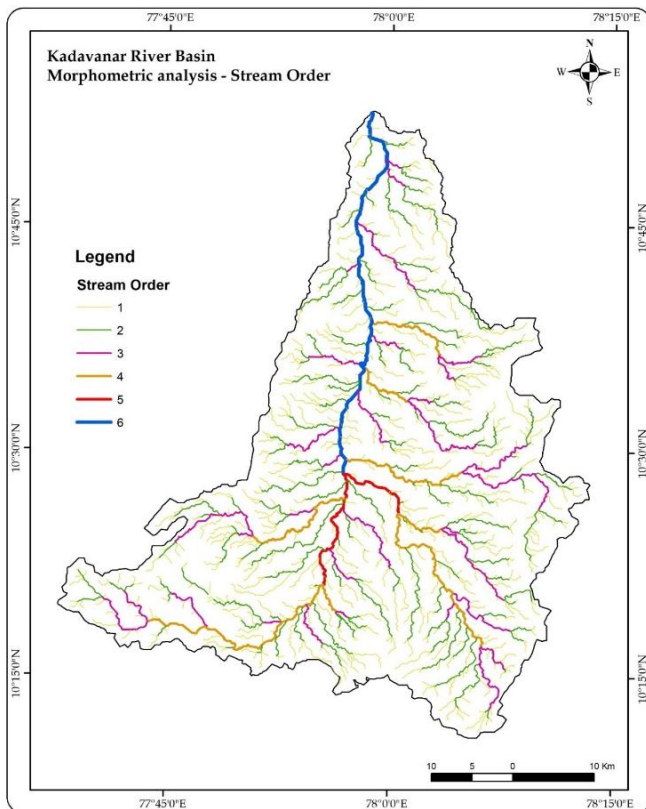 77°45'0"E 78°0'0"E 78°15'0"E
Kadavanar River Basin
Morphometric analysis - Stream Order
N
W E
S
10°45'0"N 10°45'0"N
Legend
Stream Order
1
2
3
4
5
6
10°30'0"N 10°30'0"N
10°15'0"N 10°15'0"N
10 5 0 10 Km
77°45'0"E 78°0'0"E 78°15'0"E